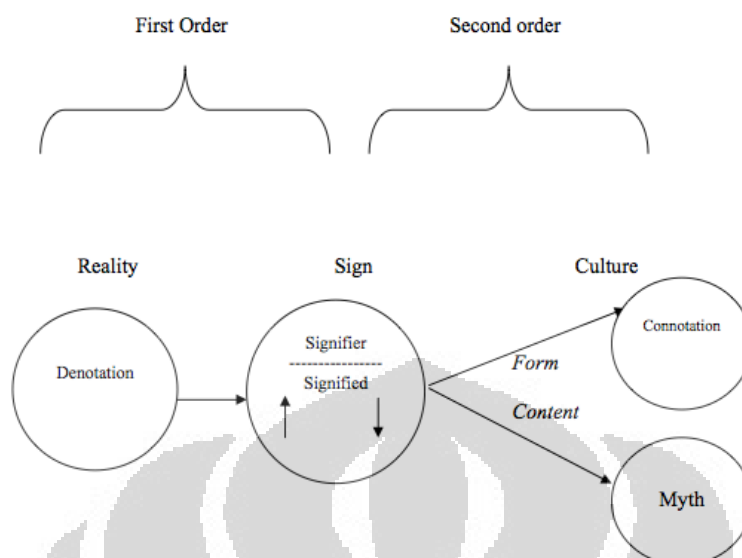 First Order
Second order
Reality
Sign
Culture
Denotation
Signifier
Signified
Form
Content
Connotation
Myth